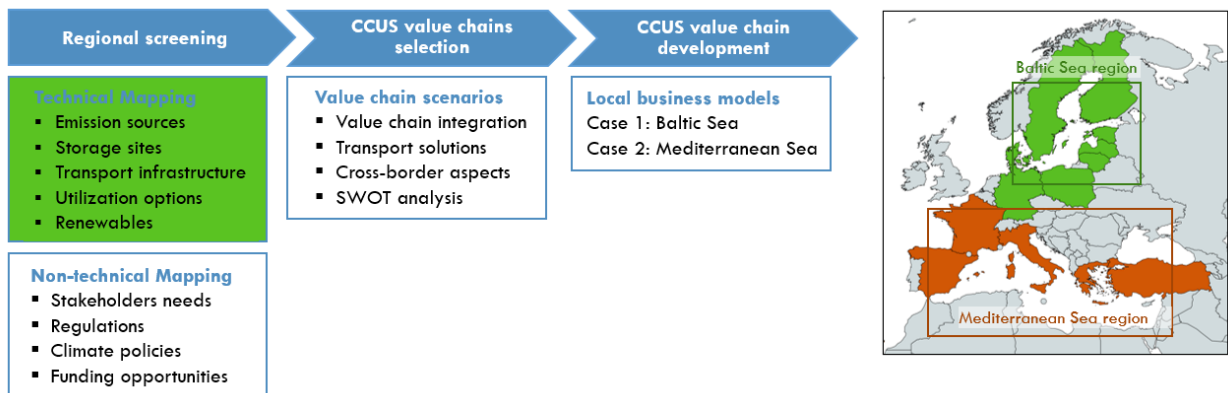 Regional screening
CCUS value chains
selection
CCUS value chain
development
Technical Mapping
▪ Emission sources
▪ Storage sites
▪ Transport infrastructure
▪ Utilization options
▪ Renewables
Non-technical Mapping
▪ Stakeholders needs
▪ Regulations
▪ Climate policies
▪ Funding opportunities
Value chain scenarios
▪ Value chain integration
▪ Transport solutions
▪ Cross-border aspects
▪ SWOT analysis
Local business models
Case 1: Baltic Sea
Case 2: Mediterranean Sea
Baltic Sea region
Mediterranean Sea region